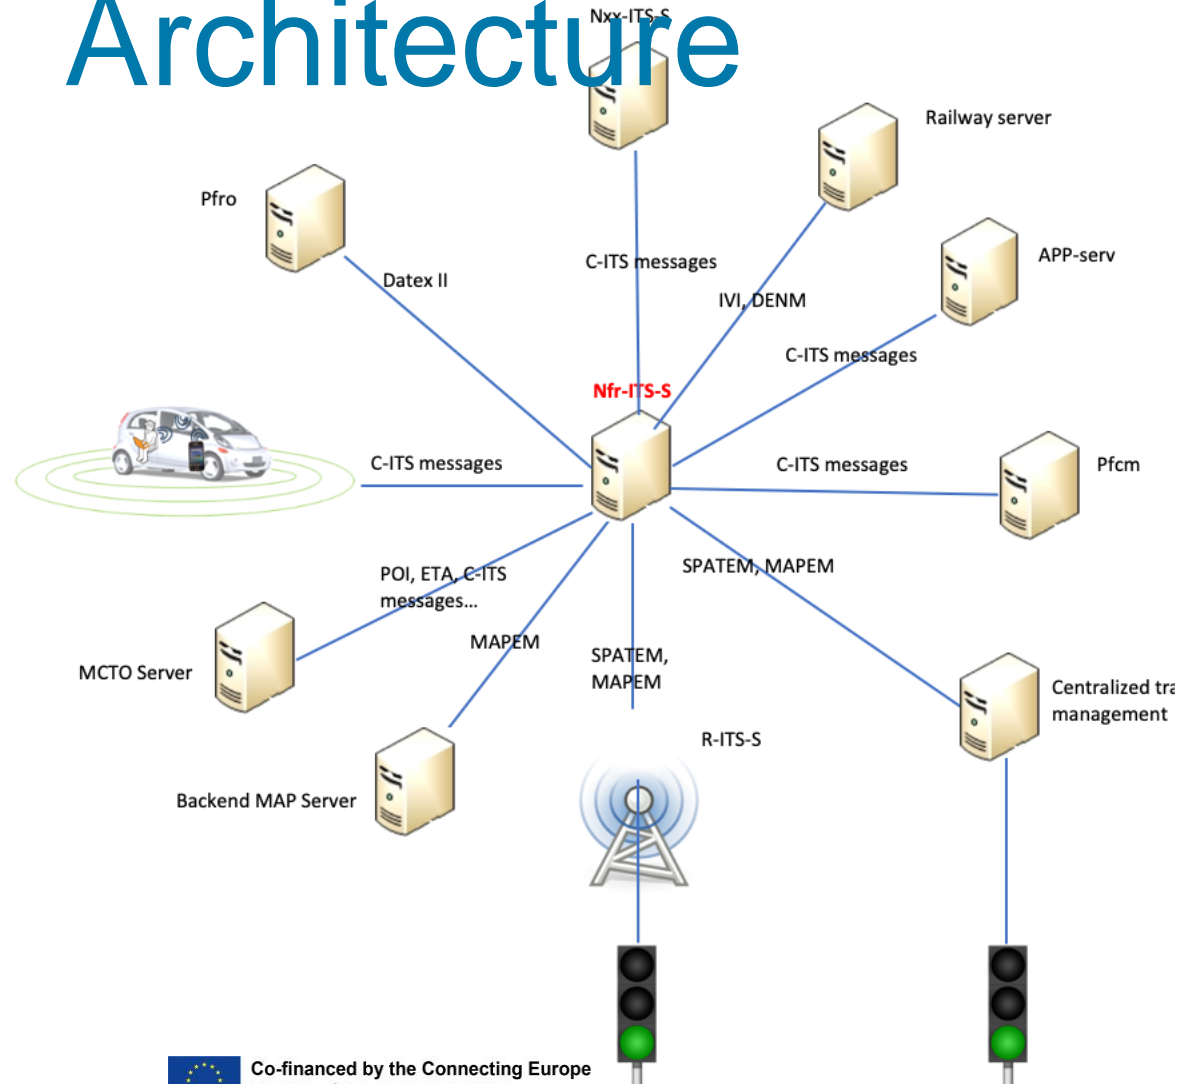 Architecture
Nxx-ITS-S
Railway server
Pfro
APP-serv
C-ITS messages
Datex II
IVI, DENM
C-ITS messages
Nfr-ITS-S
C-ITS messages
C-ITS messages
Pfcm
SPATEM, MAPEM
POI, ETA, C-ITS
messages...
MAPEM
SPATEM,
MAPEM
MCTO Server
Centralized
management
R-ITS-S
Backend MAP Server
Co-financed by the Connecting Europe